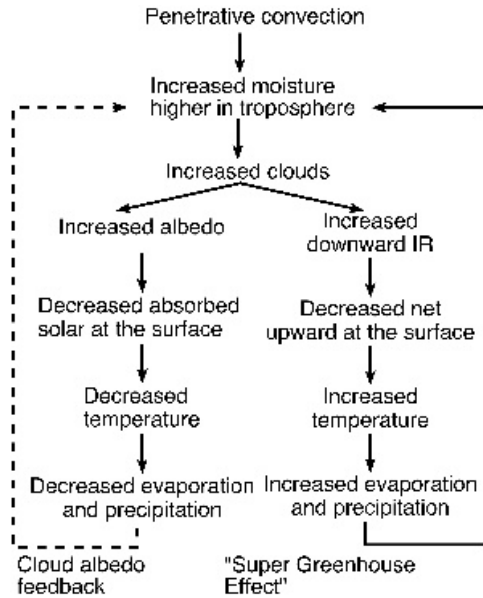 Penetrative convection
Increased moisture
higher in troposphere
Increased clouds
Increased albedo
Increased
downward IR
Decreased absorbed
solar at the surface
Decreased net
upward at the surface
Decreased
temperature
Increased
temperature
Decreased evaporation
and precipitation
Increased evaporation
and precipitation
Cloud albedo
feedback
"Super Greenhouse
Effect"